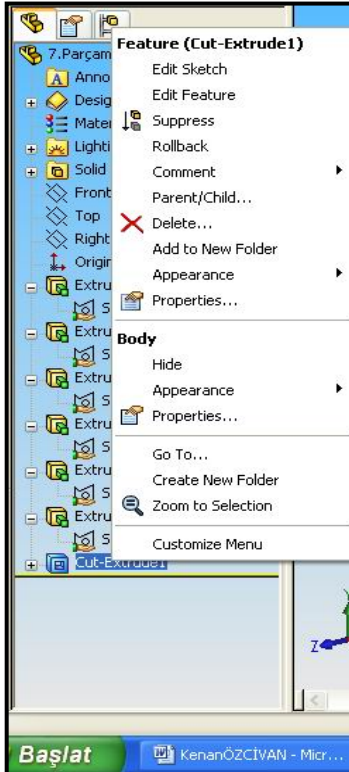 Feature (Cut-Extrude1)
7.Parçam
Edit Sketch
Anno
Edit Feature
Desig
Suppress
Mater
Rollback
Lighti
Comment
Solid
Parent/Child...
Front
Delete...
Top
Add to New Folder
Right
Appearance
Origin
Properties...
Extru
S
Body
Extru
Hide
S
Appearance
Extru
Properties...
S
Extru
Go To...
S
Create New Folder
Extru
Zoom to Selection
S
Extru
Customize Menu
S
Cut-Extrude1
Z
Başlat
KenanÖZCİVAN - Micr...